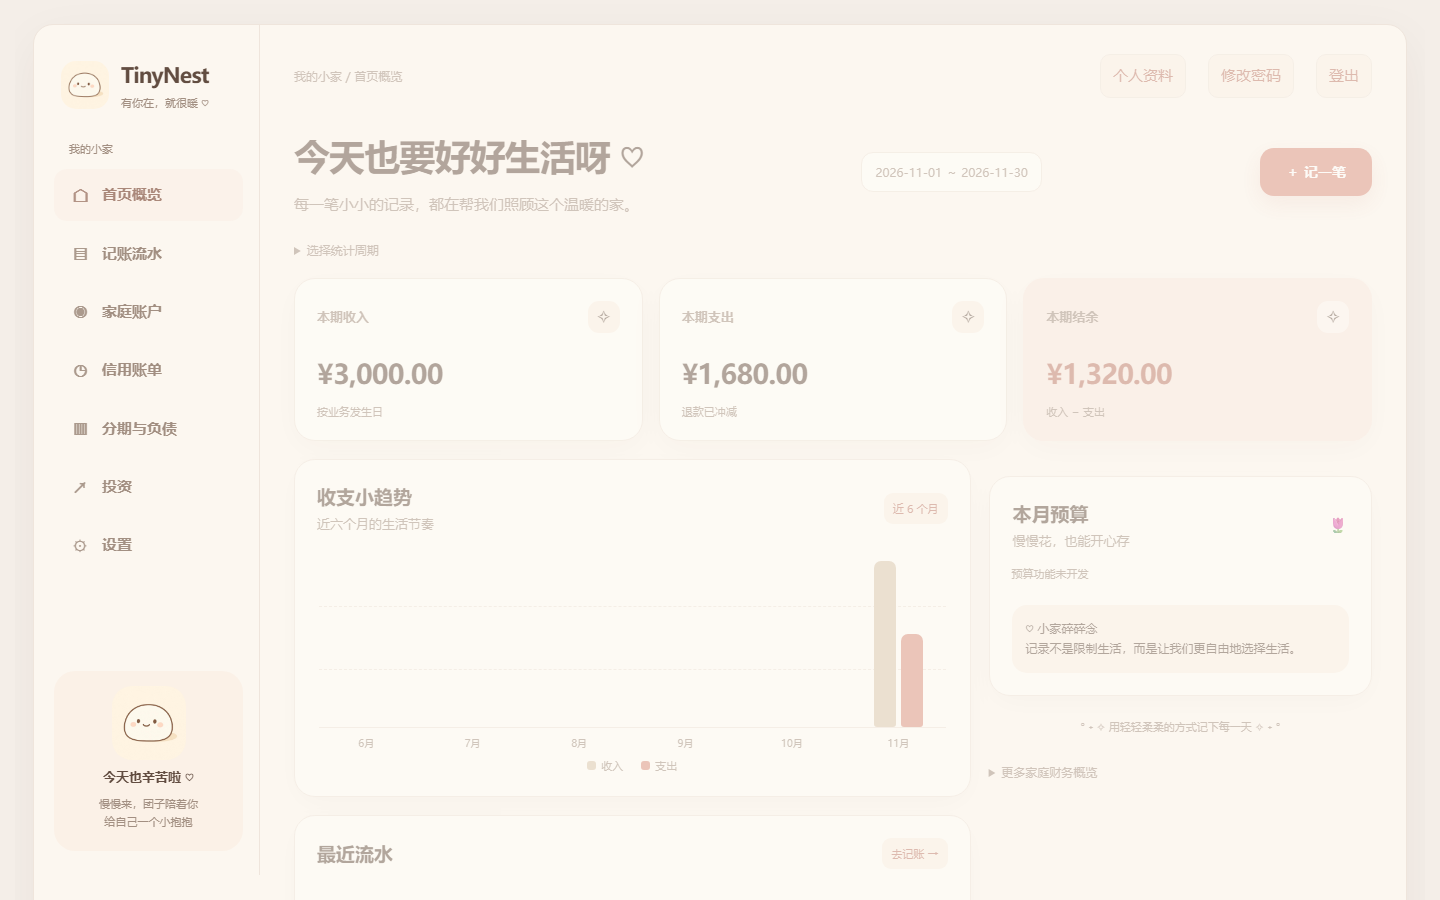 TinyNest
有你在，就很暖 ♡
我的小家
首页概览
记账流水
家庭账户
信用账单
分期与负债
投资
设置
今天也辛苦啦 ♡
慢慢来，团子陪着你
给自己一个小抱抱
我的小家 / 首页概览
个人资料
修改密码
登出
今天也要好好生活呀 ♡
每一笔小小的记录，都在帮我们照顾这个温暖的家。
2026-11-01 ~ 2026-11-30
+ 记一笔
▶ 选择统计周期
本期收入
¥3,000.00
按业务发生日
本期支出
¥1,680.00
退款已冲减
本期结余
¥1,320.00
收入 − 支出
收支小趋势
近六个月的生活节奏
近 6 个月
6月
7月
8月
9月
10月
11月
收入
支出
本月预算
慢慢花，也能开心存
预算功能未开发
♡ 小家碎碎念
记录不是限制生活，而是让我们更自由地选择生活。
° ˖ ✧ 用轻轻柔柔的方式记下每一天 ✧ ˖ °
▶ 更多家庭财务概览
最近流水
去记账 →